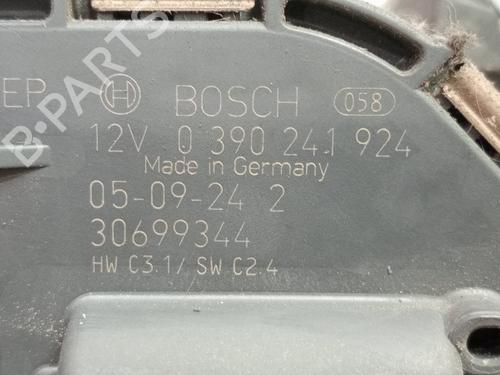 B-PARTS
EP BOSCH 058
12V 0 390 241 924
Made in Germany
05-09-24 2
30699344
HW C3.1/ SW C2.4